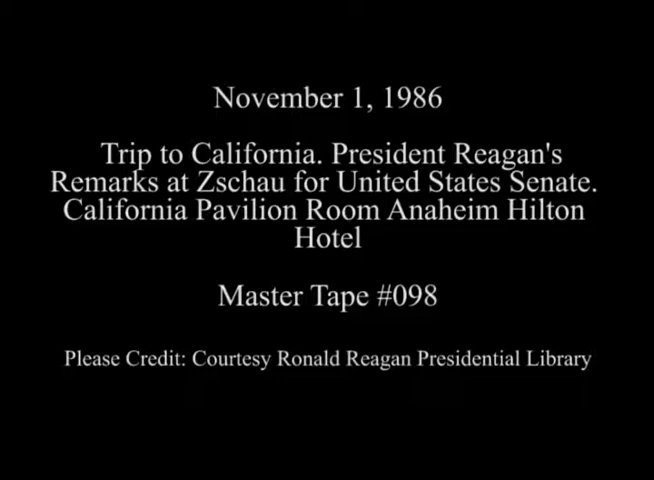 November 1, 1986
Trip to California. President Reagan's
Remarks at Zschau for United States Senate.
California Pavilion Room Anaheim Hilton
Hotel
Master Tape #098
Please Credit: Courtesy Ronald Reagan Presidential Library